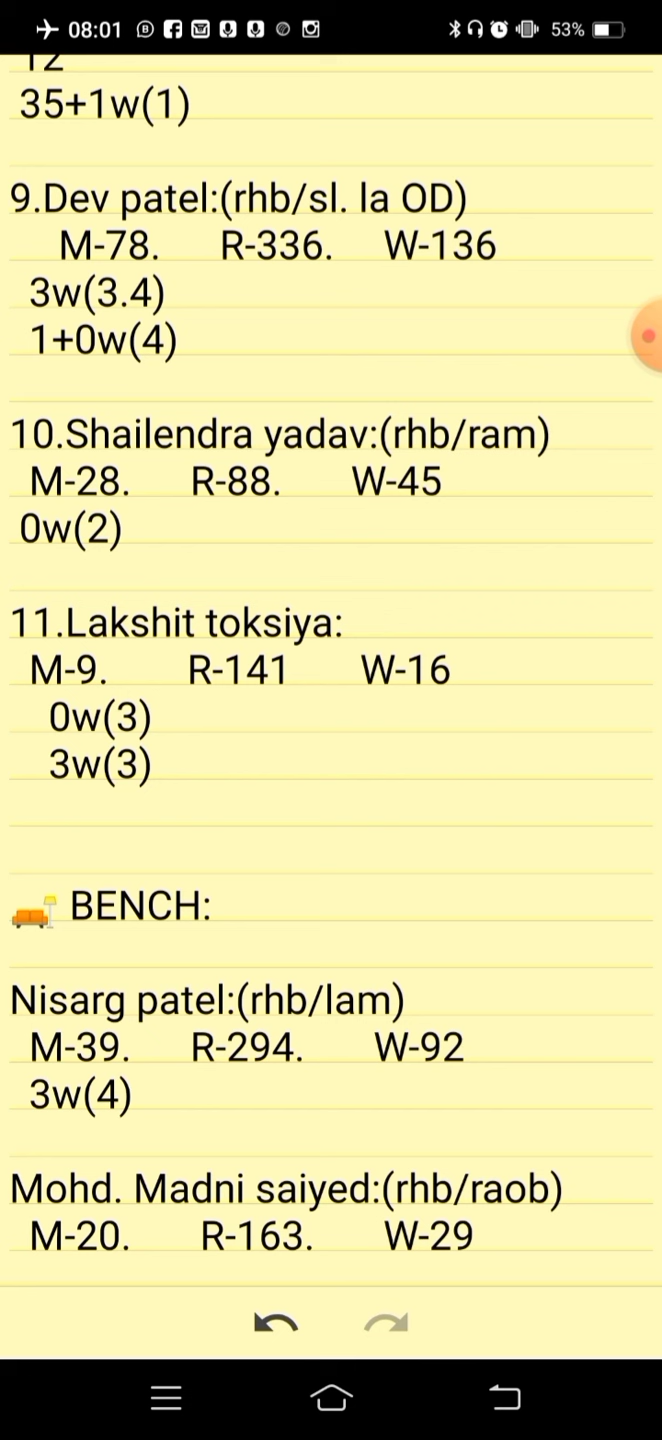 08:01 53%
12
35+1w(1)
9.Dev patel:(rhb/sl. la OD)
M-78. R-336. W-136
3w(3.4)
1+0w(4)
10.Shailendra yadav:(rhb/ram)
M-28. R-88. W-45
0w(2)
11.Lakshit toksiya:
M-9. R-141 W-16
0w(3)
3w(3)
BENCH:
Nisarg patel:(rhb/lam)
M-39. R-294. W-92
3w(4)
Mohd. Madni saiyed:(rhb/raob)
M-20. R-163. W-29